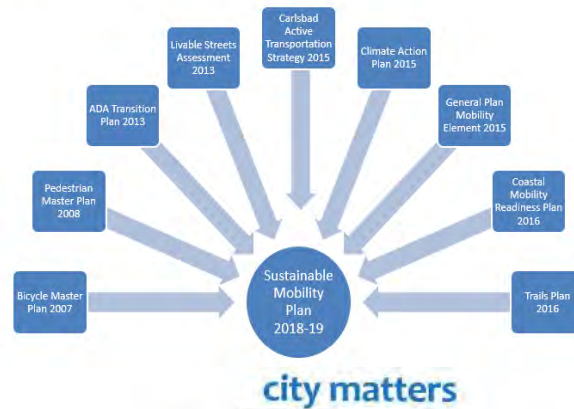 Carlsbad
Active
Transportation
Strategy 2015
Livable Streets
Assessment
2013
Climate Action
Plan 2015
ADA Transition
Plan 2013
General Plan
Mobility
Element 2015
Pedestrian
Master Plan
2008
Coastal
Mobility
Readiness Plan
2016
Bicycle Master
Plan 2007
Sustainable
Mobility
Plan
2018-19
Trails Plan
2016
city matters